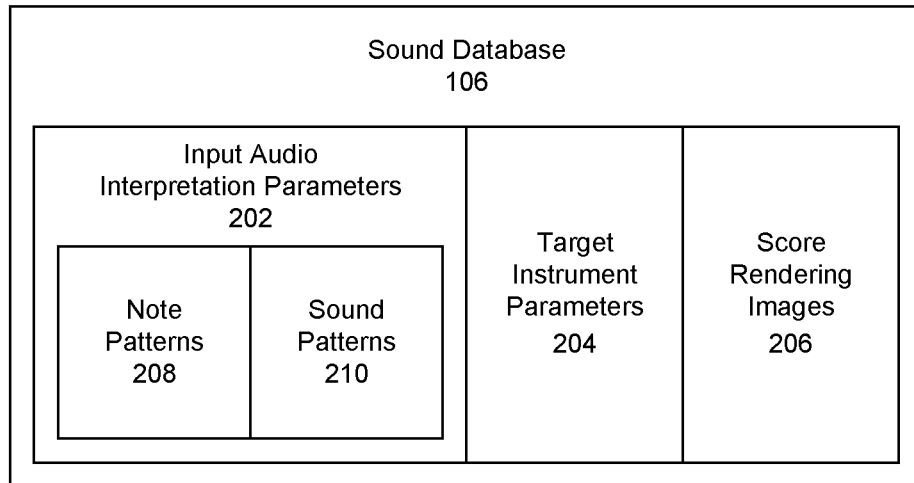 Sound Database
106
Input Audio
Interpretation Parameters
202
Note
Patterns
208
Sound
Patterns
210
Target
Instrument
Parameters
204
Score
Rendering
Images
206